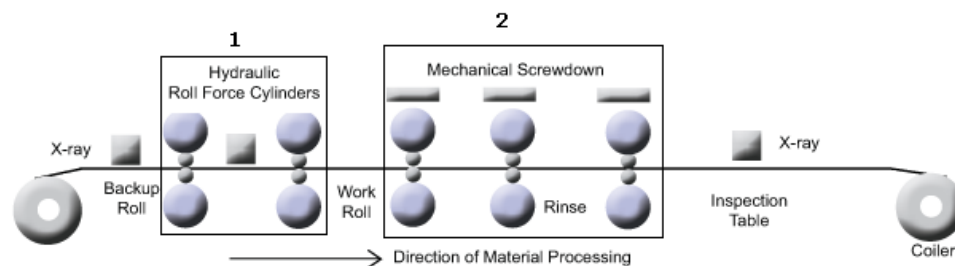 1
2
Hydraulic
Roll Force Cylinders
Mechanical Screwdown
X-ray
X-ray
Backup
Roll
Work
Roll
Rinse
Inspection
Table
Coiler
Direction of Material Processing